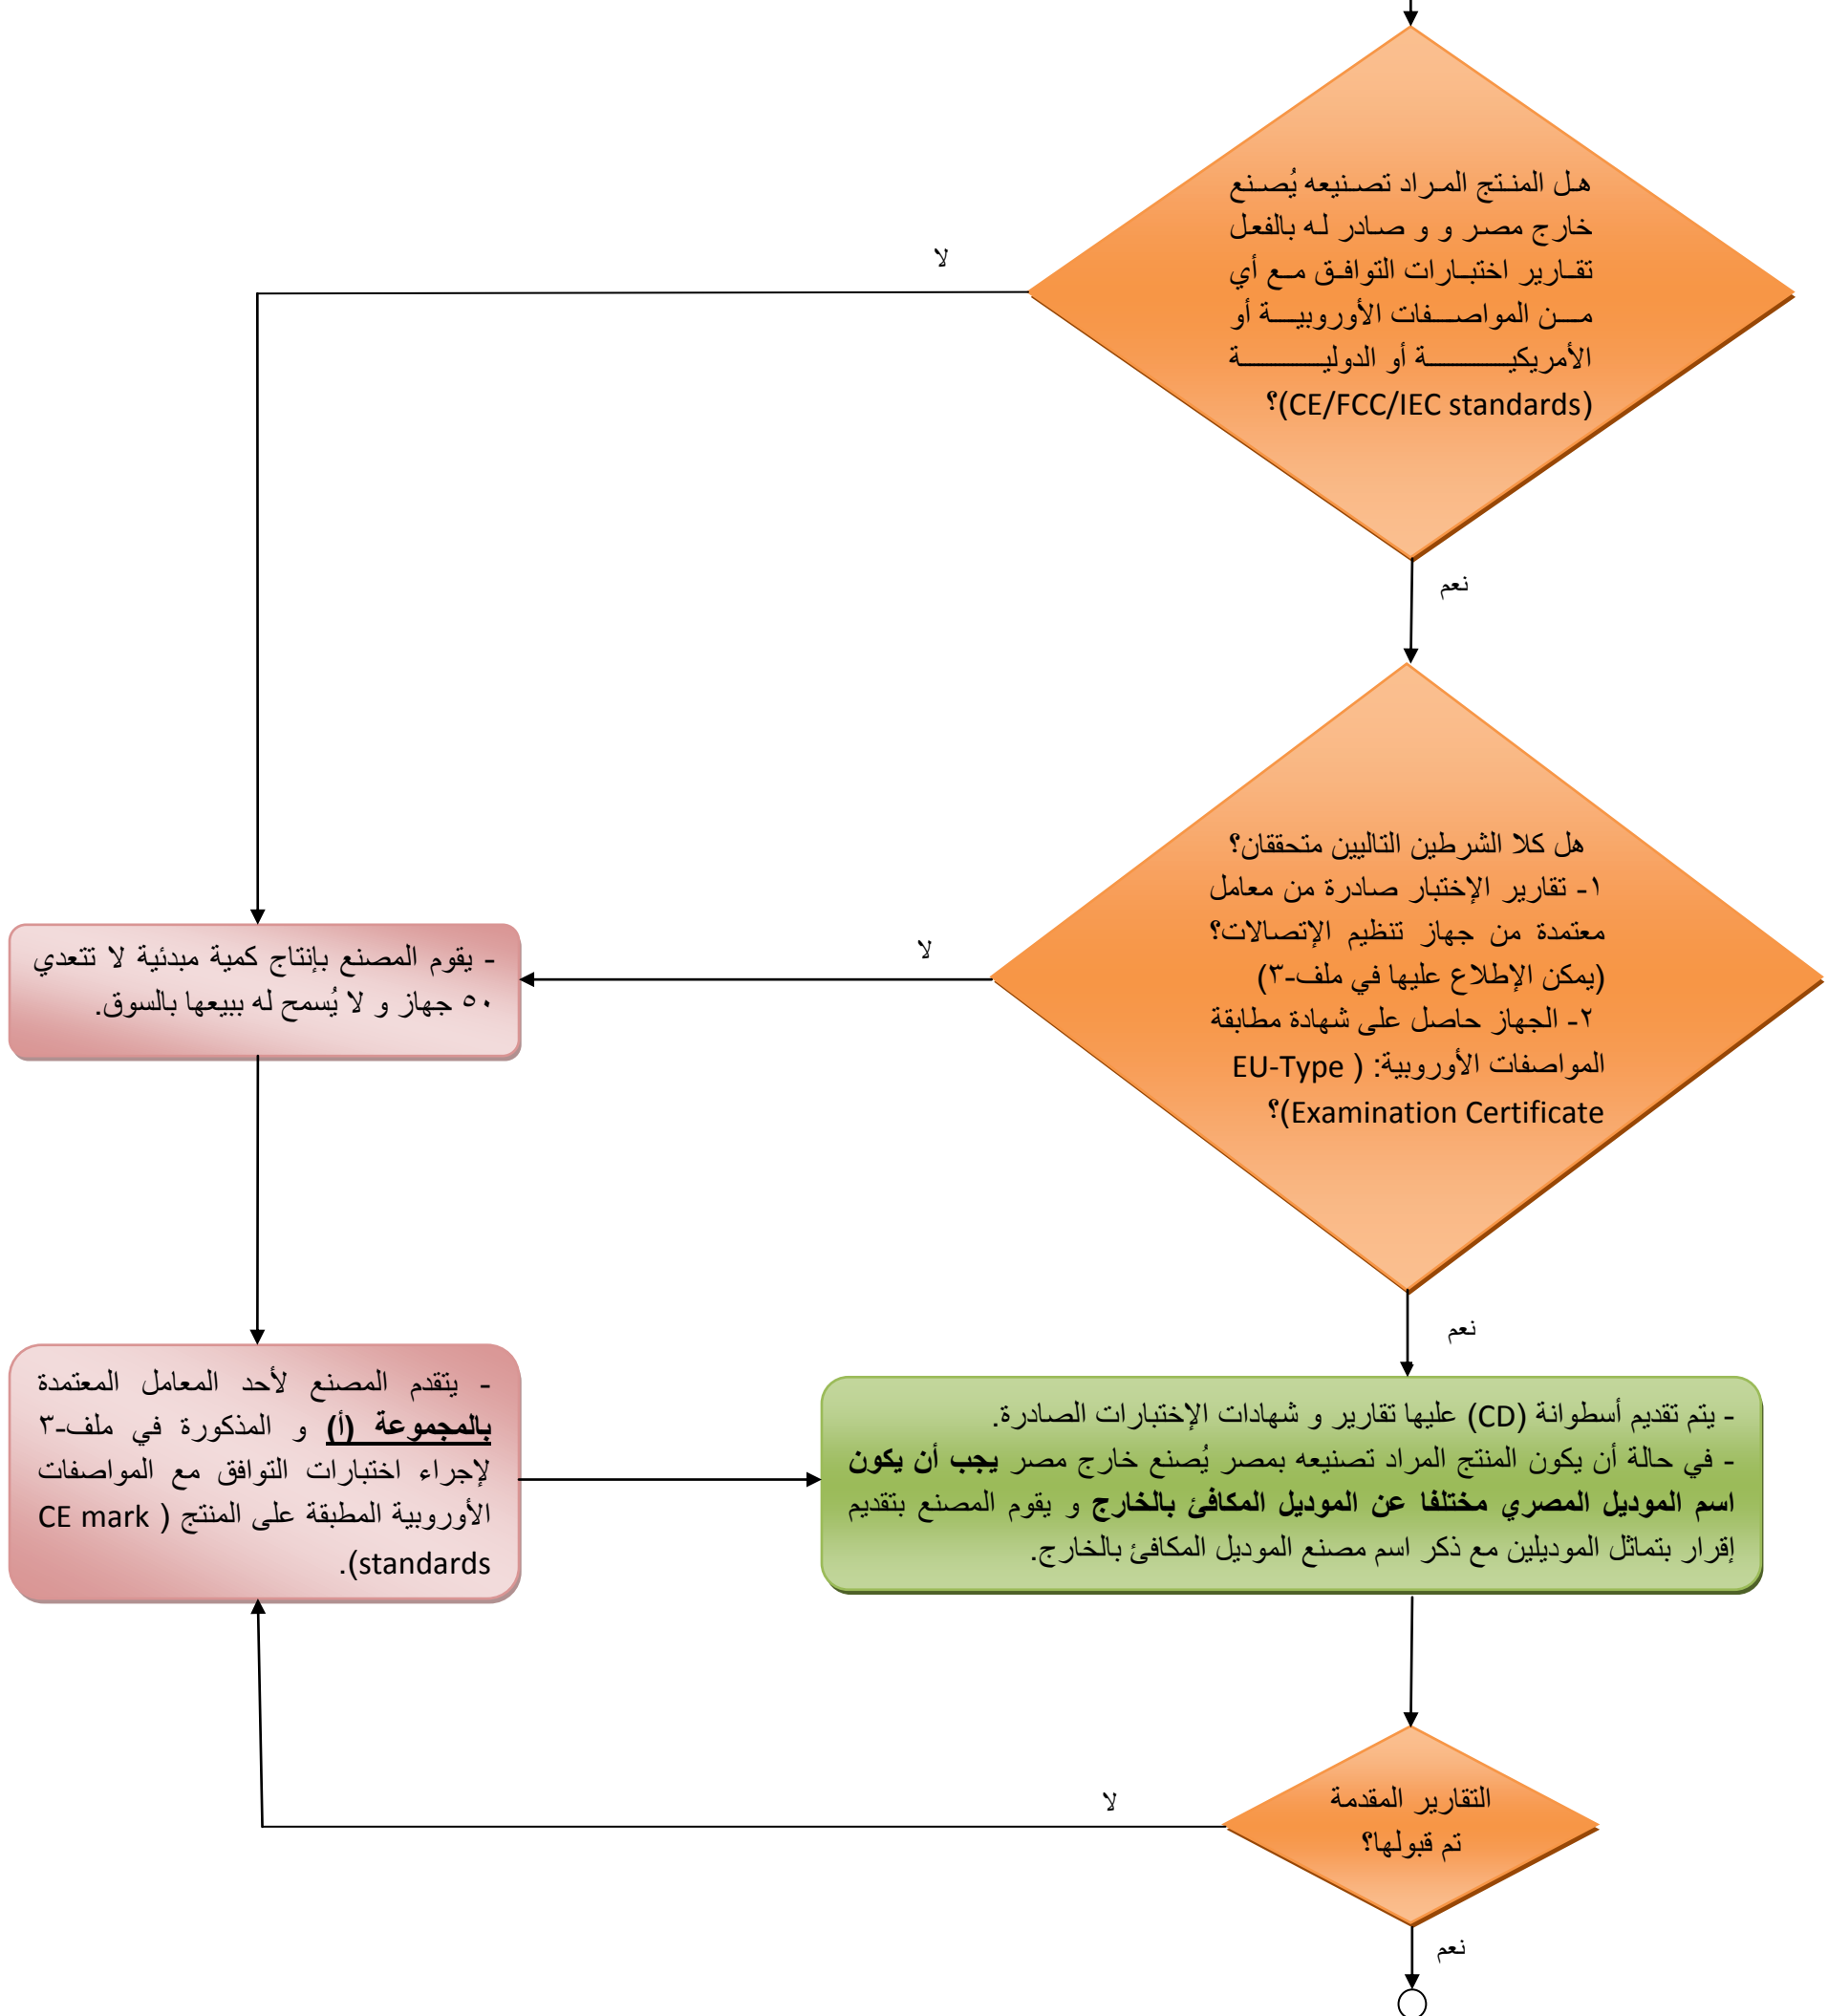 هل المنتج المراد تصنيعه يُصنع
خارج مصر و و صادر له بالفعل
تقارير اختبارات التوافق مع أي
من المواصفات الأوروبية أو
الأمريكية أو الدولية
(CE/FCC/IEC standards)؟
لا
نعم
هل كلا الشرطين التاليين متحققان؟
١- تقارير الإختبار صادرة من معامل
معتمدة من جهاز تنظيم الإتصالات؟
(يمكن الإطلاع عليها في ملف-٣)
٢- الجهاز حاصل على شهادة مطابقة
المواصفات الأوروبية: ( EU-Type
Examination Certificate)؟
لا
- يقوم المصنع بإنتاج كمية مبدئية لا تتعدي
٥٠ جهاز و لا يُسمح له ببيعها بالسوق.
نعم
- يتم تقديم أسطوانة (CD) عليها تقارير و شهادات الإختبارات الصادرة.
- في حالة أن يكون المنتج المراد تصنيعه بمصر يُصنع خارج مصر يجب أن يكون
اسم الموديل المصري مختلفا عن الموديل المكافئ بالخارج و يقوم المصنع بتقديم
إقرار بتماثل الموديلين مع ذكر اسم مصنع الموديل المكافئ بالخارج.
- يتقدم المصنع لأحد المعامل المعتمدة
بالمجموعة (أ) و المذكورة في ملف-٣
لإجراء اختبارات التوافق مع المواصفات
الأوروبية المطبقة على المنتج ( CE mark
standards).
التقارير المقدمة
تم قبولها؟
لا
نعم